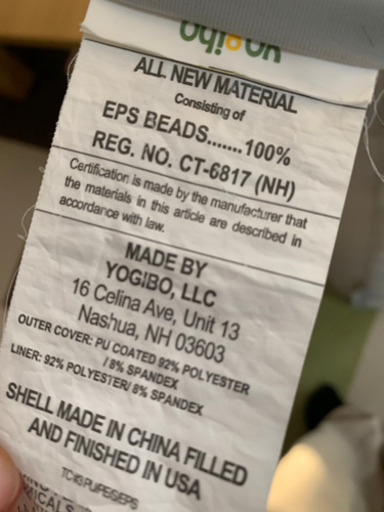 yogibo
ALL NEW MATERIAL
Consisting of
EPS BEADS.......100%
REG. NO. CT-6817 (NH)
Certification is made by the manufacturer that
the materials in this article are described in
accordance with law.
MADE BY
YOGIBO, LLC
16 Celina Ave, Unit 13
Nashua, NH 03603
OUTER COVER: PU COATED 92% POLYESTER
/ 8% SPANDEX
LINER: 92% POLYESTER/ 8% SPANDEX
SHELL MADE IN CHINA FILLED
AND FINISHED IN USA